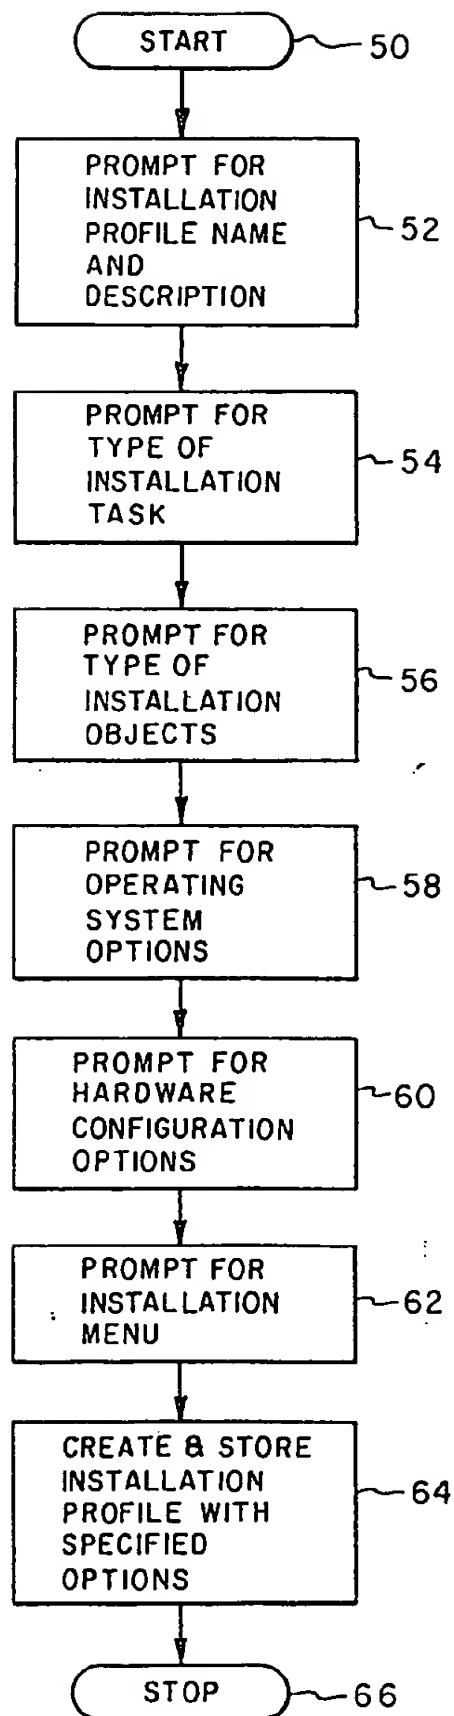 START
50
PROMPT FOR
INSTALLATION
PROFILE NAME
AND
DESCRIPTION
52
PROMPT FOR
TYPE OF
INSTALLATION
TASK
54
PROMPT FOR
TYPE OF
INSTALLATION
OBJECTS
56
PROMPT FOR
OPERATING
SYSTEM
OPTIONS
58
PROMPT FOR
HARDWARE
CONFIGURATION
OPTIONS
60
PROMPT FOR
INSTALLATION
MENU
62
CREATE & STORE
INSTALLATION
PROFILE WITH
SPECIFIED
OPTIONS
64
STOP
66